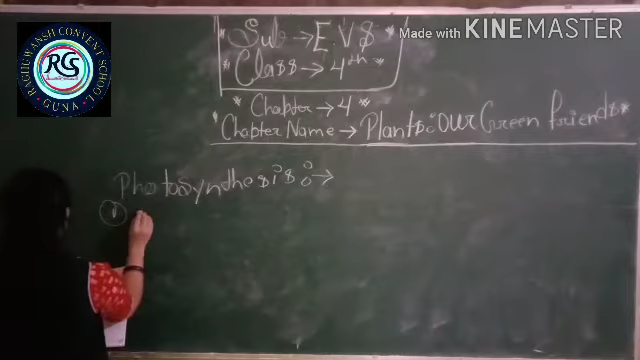 Made with KINEMASTER
RAGHUWANSH CONVENT SCHOOL
RCS
GUNA
* Sub → E.V.S *
* Class → 4th *
* Chapter → 4 *
* Chapter Name → Plants: Our Green friends *
Photosynthesis :→
①